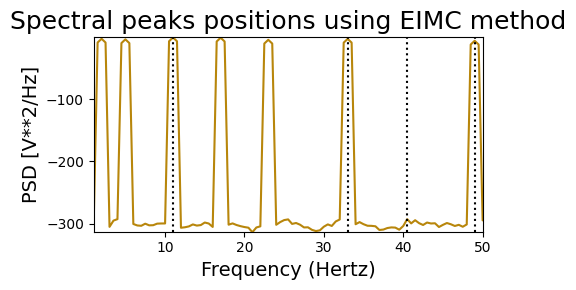 Spectral peaks positions using EIMC method
PSD [V**2/Hz]
−100
−200
−300
10
20
30
40
50
Frequency (Hertz)